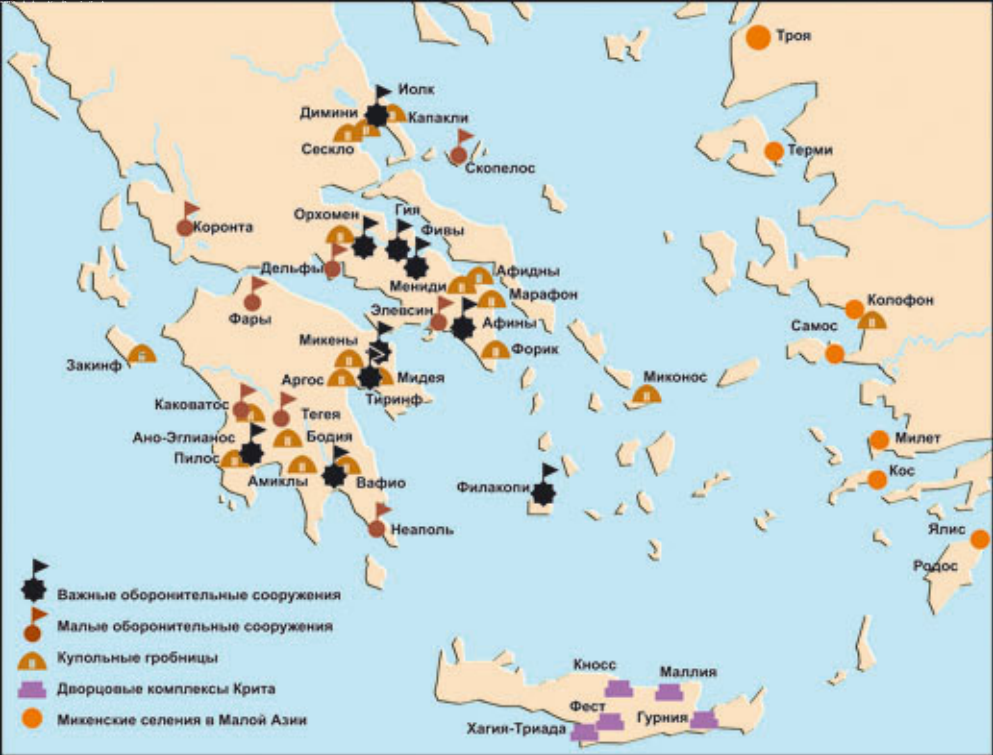 Троя
Иолк
Димини
Капакли
Сескло
Терми
Скопелос
Орхомен
Гия
Коронта
Фивы
Дельфы
Афидны
Мениди
Марафон
Колофон
Элевсин
Фары
Афины
Самос
Микены
Форик
Закинф
Аргос
Мидея
Миконос
Тиринф
Каковатос
Тегея
Ано-Эглианос
Бодия
Милет
Пилос
Кос
Амиклы
Вафио
Филакопи
Неаполь
Ялис
Родос
Важные оборонительные сооружения
Малые оборонительные сооружения
Купольные гробницы
Дворцовые комплексы Крита
Микенские селения в Малой Азии
Кносс
Маллия
Фест
Гурния
Хагия-Триада